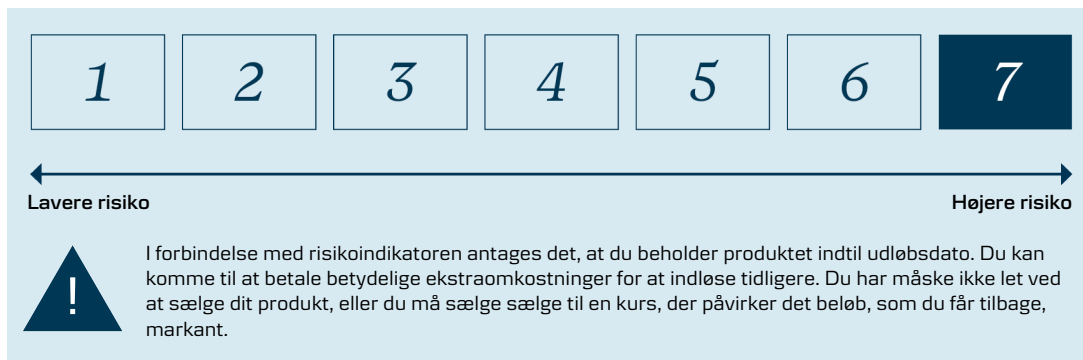 1 2 3 4 5 6 7
Lavere risiko Højere risiko
I forbindelse med risikoindikatoren antages det, at du beholder produktet indtil udløbsdato. Du kan
komme til at betale betydelige ekstraomkostninger for at indløse tidligere. Du har måske ikke let ved
at sælge dit produkt, eller du må sælge sælge til en kurs, der påvirker det beløb, som du får tilbage,
markant.
!